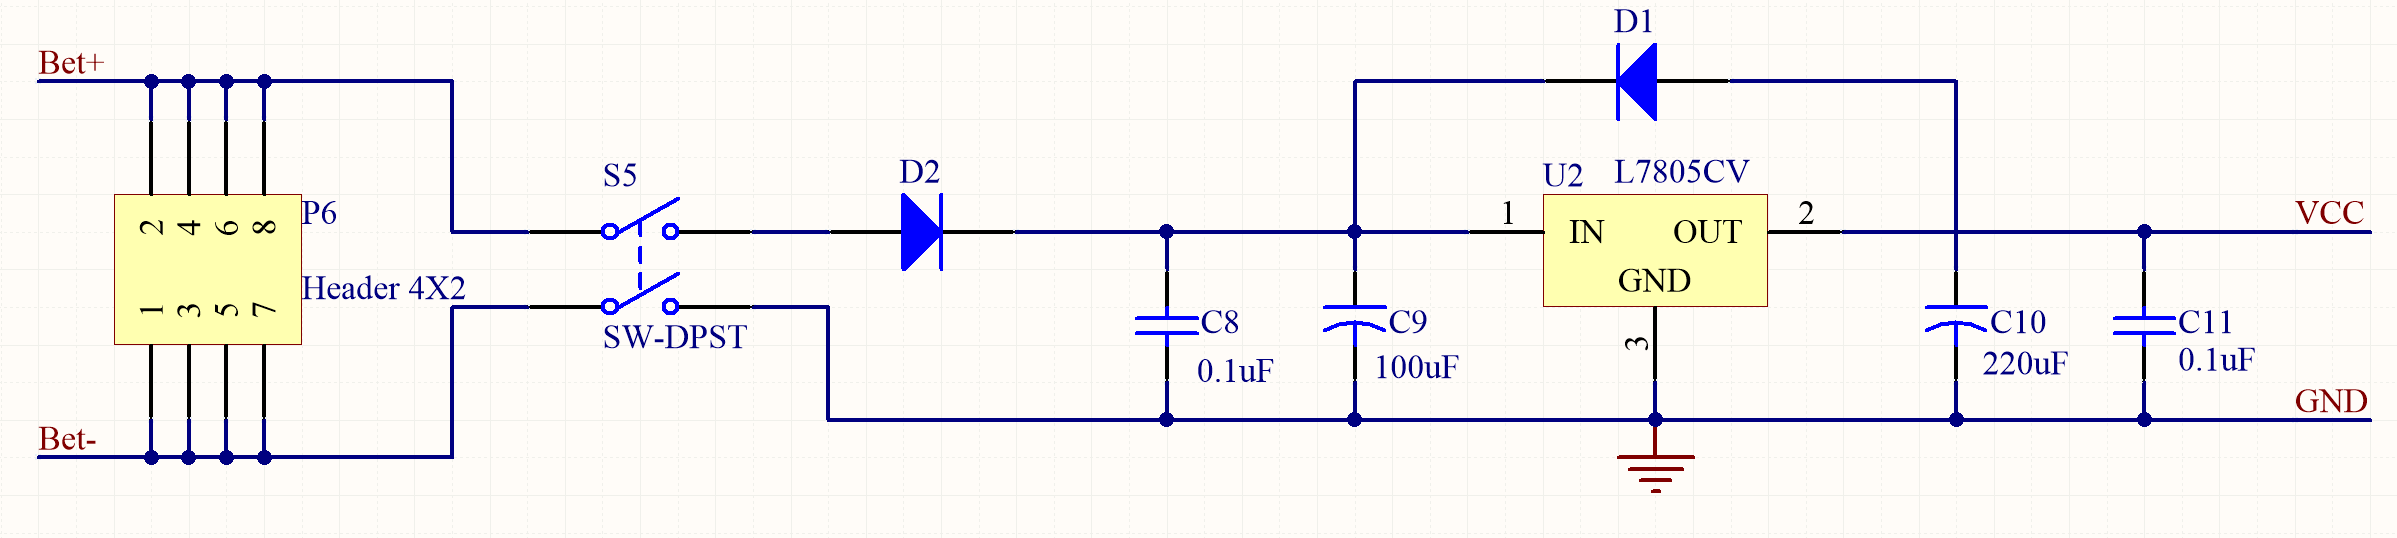 D1
Bet+
S5
D2
U2 L7805CV
P6
2 4 6 8
1
IN OUT
2
VCC
GND
Header 4X2
1 3 5 7
SW-DPST
3
C8
0.1uF
C9
100uF
C10
220uF
C11
0.1uF
GND
Bet-